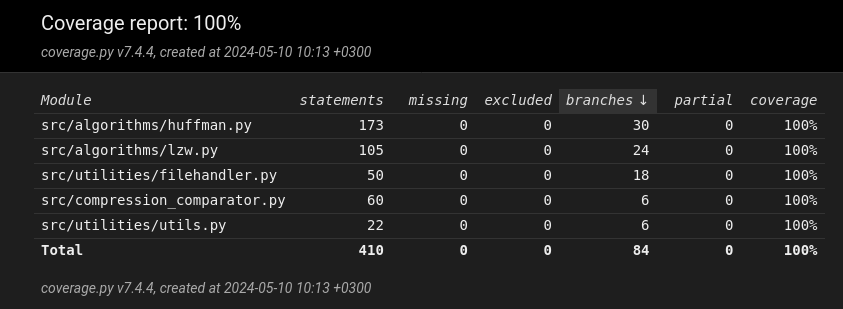 Coverage report: 100%
coverage.py v7.4.4, created at 2024-05-10 10:13 +0300
Module statements missing excluded branches ↓ partial coverage
src/algorithms/huffman.py 173 0 0 30 0 100%
src/algorithms/lzw.py 105 0 0 24 0 100%
src/utilities/filehandler.py 50 0 0 18 0 100%
src/compression_comparator.py 60 0 0 6 0 100%
src/utilities/utils.py 22 0 0 6 0 100%
Total 410 0 0 84 0 100%
coverage.py v7.4.4, created at 2024-05-10 10:13 +0300